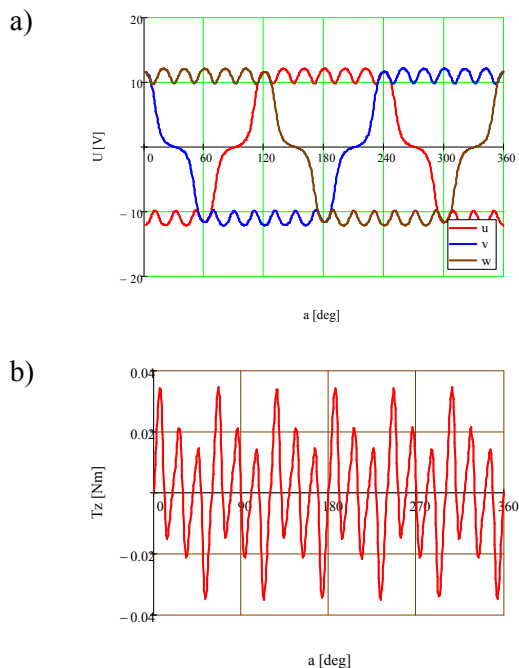 a)
20
10
0 60 120 180 240 300 360
− 10
− 20
U [V]
u
v
w
a [deg]
b)
0.04
0.02
0 90 180 270 360
− 0.02
− 0.04
Tz [Nm]
a [deg]